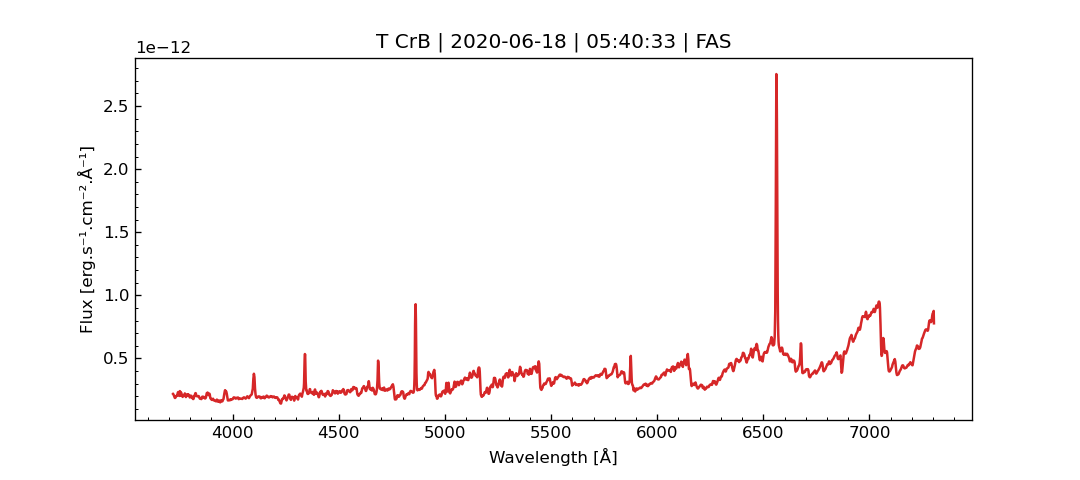 T CrB | 2020-06-18 | 05:40:33 | FAS
1e−12
2.5
2.0
1.5
1.0
0.5
Flux [erg.s⁻¹.cm⁻².Å⁻¹]
4000 4500 5000 5500 6000 6500 7000
Wavelength [Å]